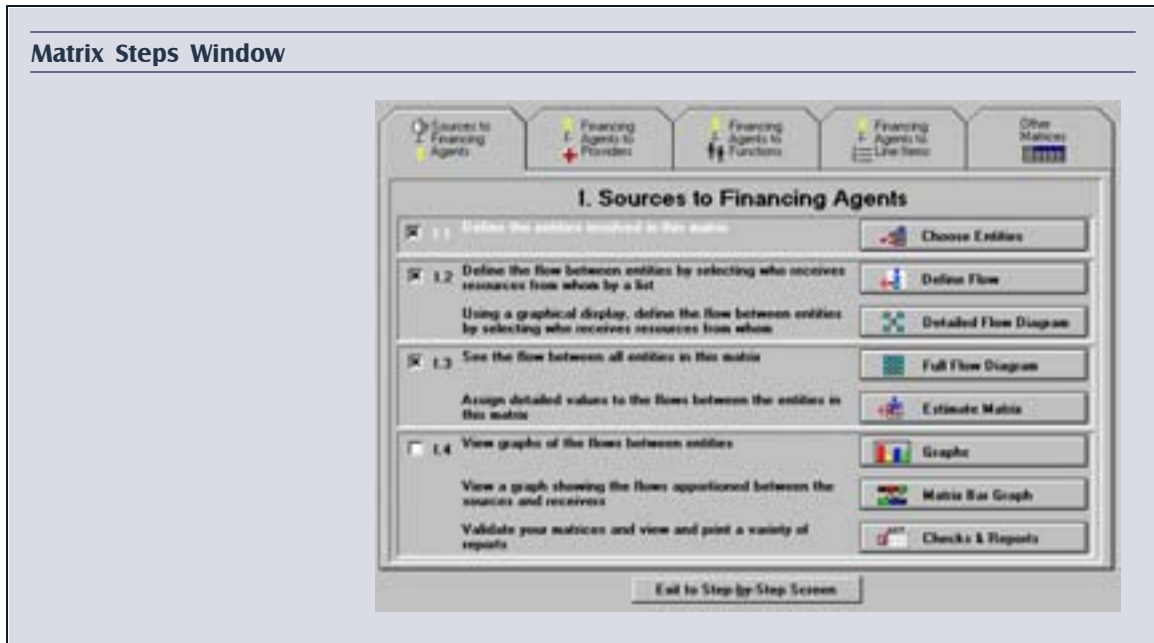 Matrix Steps Window
Sources to
Financing
Agents
Financing
Agents to
Providers
Financing
Agents to
Functions
Financing
Agents to
Line Items
Other
Matrices
I. Sources to Financing Agents
1.1 Define the entities involved in this matrix
Choose Entities
1.2 Define the flow between entities by selecting who receives
resources from whom by a list
Define Flow
Using a graphical display, define the flow between entities
by selecting who receives resources from whom
Detailed Flow Diagram
1.3 See the flow between all entities in this matrix
Full Flow Diagram
Assign detailed values to the flows between the entities in
this matrix
Estimate Matrix
1.4 View graphs of the flows between entities
Graphs
View a graph showing the flows apportioned between the
sources and receivers
Matrix Bar Graph
Validate your matrices and view and print a variety of
reports
Checks & Reports
Exit to Step-by-Step Screen